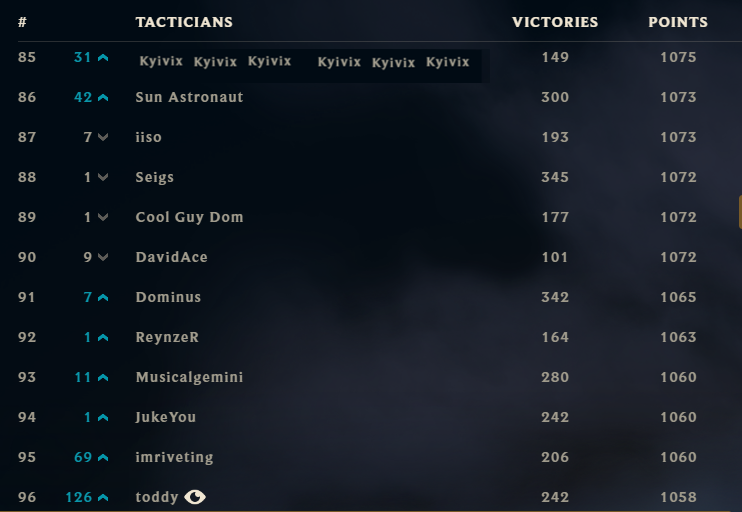 # TACTICIANS VICTORIES POINTS
85 31 Kyivix Kyivix Kyivix Kyivix Kyivix Kyivix 149 1075
86 42 Sun Astronaut 300 1073
87 7 iiso 193 1073
88 1 Seigs 345 1072
89 1 Cool Guy Dom 177 1072
90 9 DavidAce 101 1072
91 7 Dominus 342 1065
92 1 ReynzeR 164 1063
93 11 Musicalgemini 280 1060
94 1 JukeYou 242 1060
95 69 imriveting 206 1060
96 126 toddy 242 1058